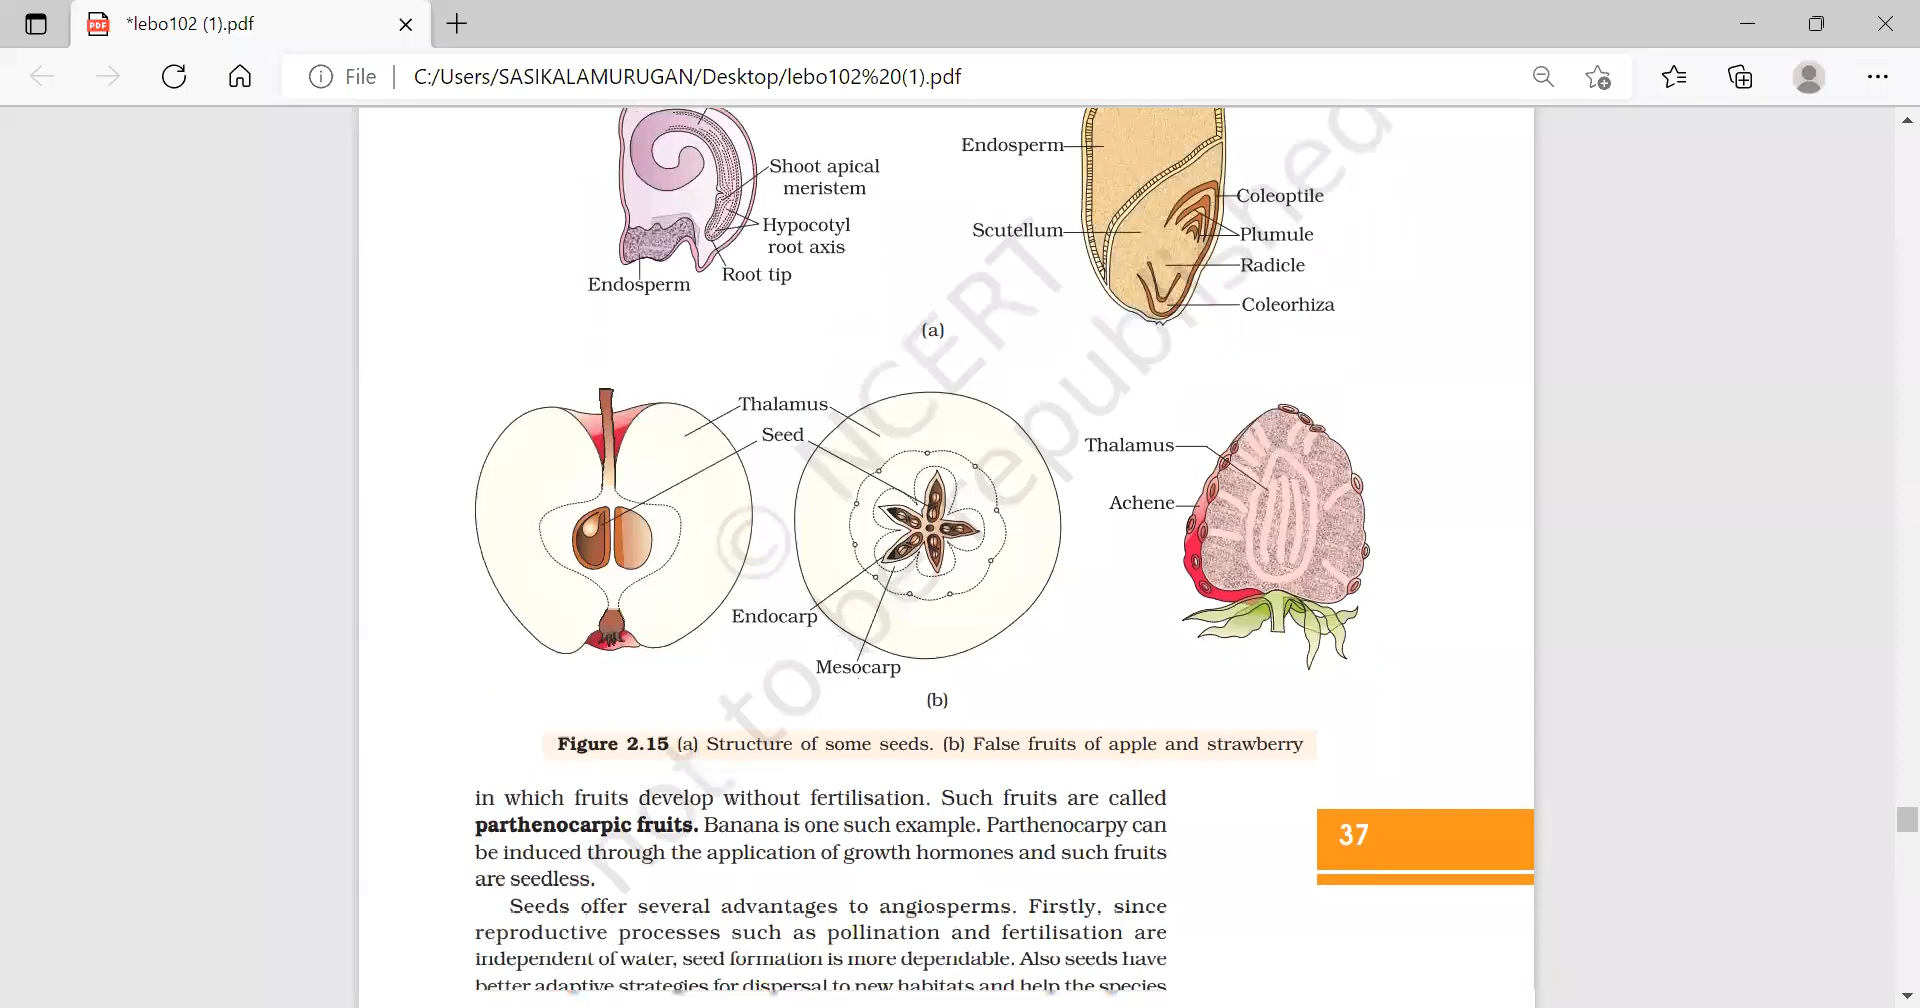 *lebo102 (1).pdf
File
C:/Users/SASIKALAMURUGAN/Desktop/lebo102%20(1).pdf
Shoot apical
meristem
Hypocotyl
root axis
Root tip
Endosperm
Endosperm
Scutellum
Coleoptile
Plumule
Radicle
Coleorhiza
(a)
Thalamus
Seed
Endocarp
Mesocarp
Thalamus
Achene
(b)
Figure 2.15 (a) Structure of some seeds. (b) False fruits of apple and strawberry
in which fruits develop without fertilisation. Such fruits are called
parthenocarpic fruits. Banana is one such example. Parthenocarpy can
be induced through the application of growth hormones and such fruits
are seedless.
Seeds offer several advantages to angiosperms. Firstly, since
reproductive processes such as pollination and fertilisation are
independent of water, seed formation is more dependable. Also seeds have
better adaptive strategies for dispersal to new habitats and help the species
37
© NCERT
not to be republished